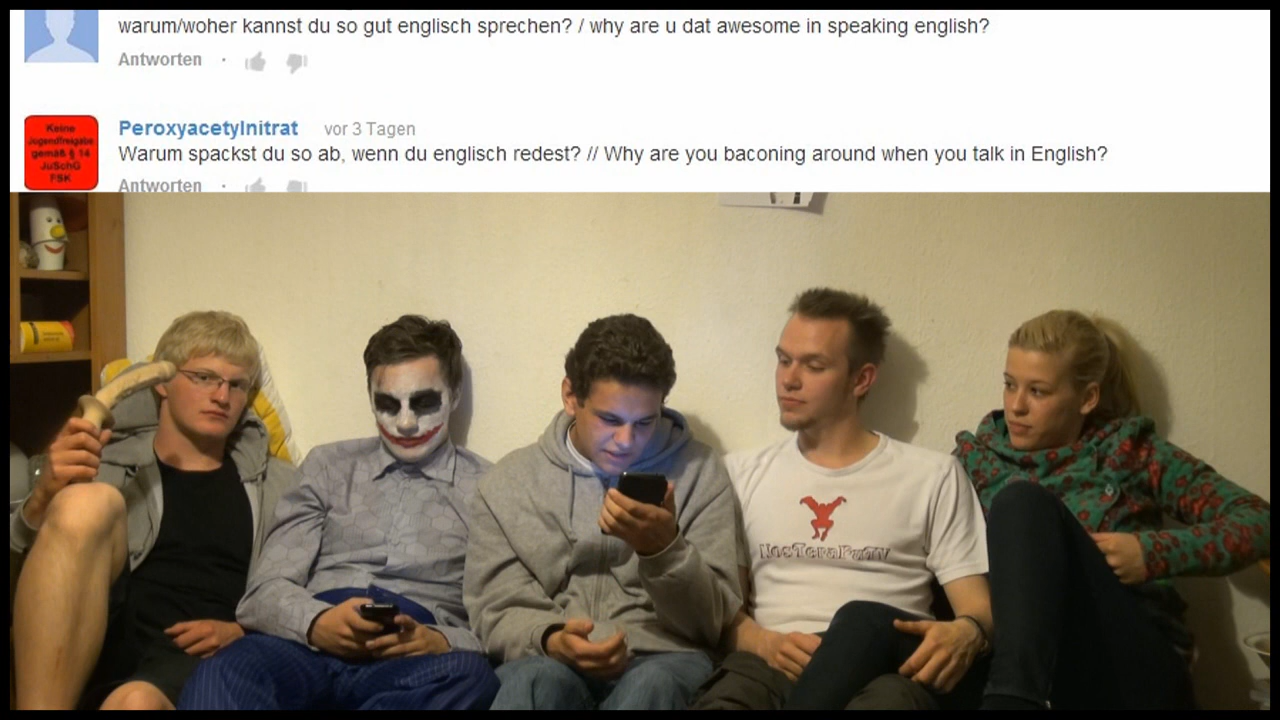 warum/woher kannst du so gut englisch sprechen? / why are u dat awesome in speaking english?
Antworten ·
Keine
Jugendfreigabe
gemäß § 14
JuSchG
FSK
PeroxyacetylnItrat vor 3 Tagen
Warum spackst du so ab, wenn du englisch redest? // Why are you baconing around when you talk in English?
Antworten ·